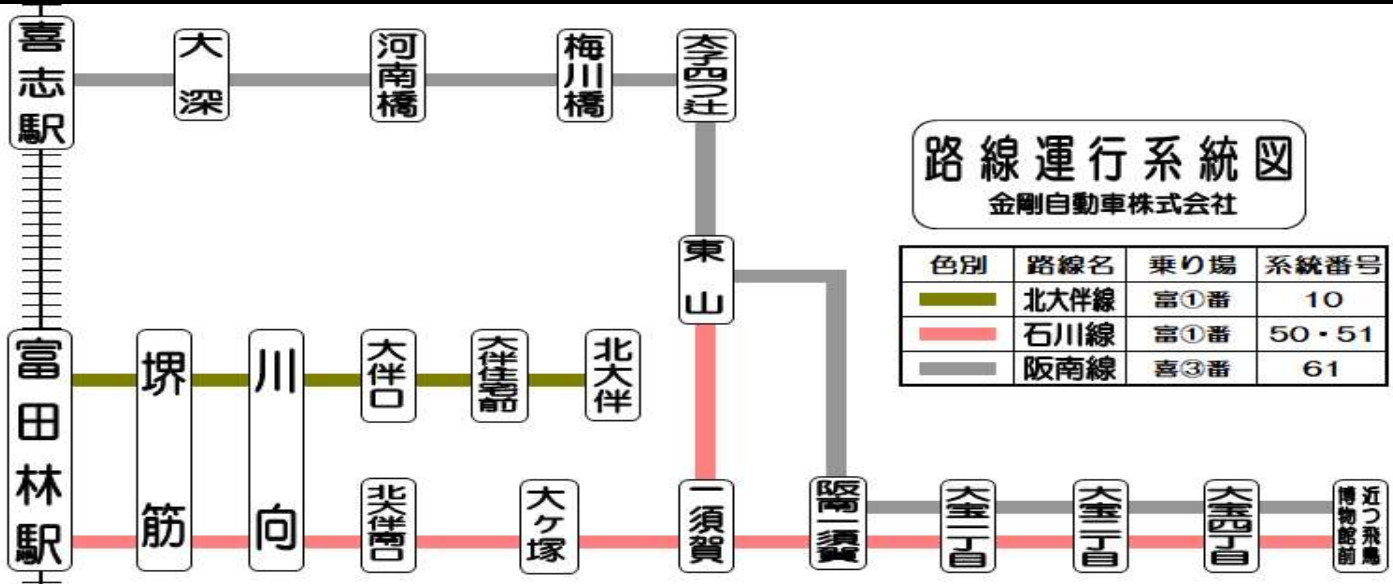 喜志駅
大深
河南橋
梅川橋
太子四つ辻
路線運行系統図
金剛自動車株式会社
東山
色別 路線名 乗り場 系統番号
北大伴線 富①番 10
石川線 富①番 50・51
阪南線 喜③番 61
富田林駅
堺筋
川向
大伴口
大伴住宅前
北大伴
北大伴南口
大ケ塚
一須賀
阪南一須賀
大宝二丁目
大宝三丁目
大宝四丁目
近つ飛鳥
博物館前